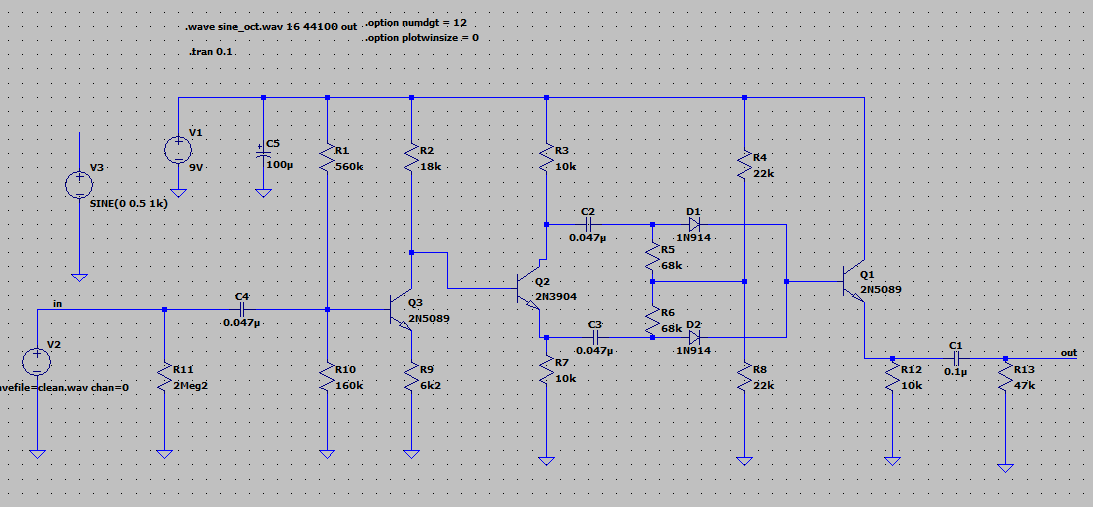 .wave sine_oct.wav 16 44100 out
.option numdgt = 12
.option plotwinsize = 0
.tran 0.1
V1
9V
V3
SINE(0 0.5 1k)
C5
100µ
R1
560k
R2
18k
R3
10k
R4
22k
C2
0.047µ
D1
1N914
R5
68k
Q2
2N3904
Q1
2N5089
in
C4
0.047µ
Q3
2N5089
R6
68k
C3
0.047µ
D2
1N914
V2
avefile=clean.wav chan=0
R11
2Meg2
R10
160k
R9
6k2
R7
10k
R8
22k
R12
10k
C1
0.1µ
out
R13
47k